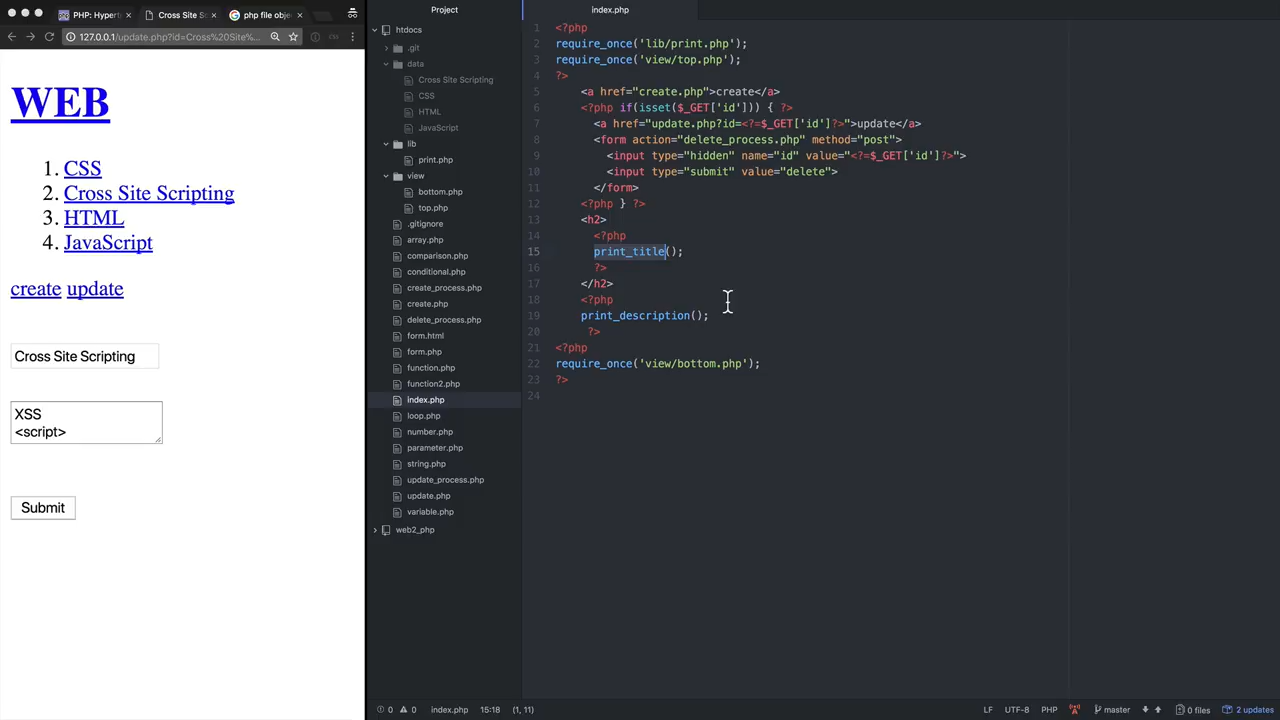 PHP: Hypert
Cross Site Sc
php file obje
127.0.0.1/update.php?id=Cross%20Site%...
WEB
1. CSS
2. Cross Site Scripting
3. HTML
4. JavaScript
create update
Cross Site Scripting
XSS
<script>
Submit
Project
htdocs
.git
data
Cross Site Scripting
CSS
HTML
JavaScript
lib
print.php
view
bottom.php
top.php
.gitignore
array.php
comparison.php
conditional.php
create_process.php
create.php
delete_process.php
form.html
form.php
function.php
function2.php
index.php
loop.php
number.php
parameter.php
string.php
update_process.php
update.php
variable.php
web2_php
index.php
1 <?php
2 require_once('lib/print.php');
3 require_once('view/top.php');
4 ?>
5 <a href="create.php">create</a>
6 <?php if(isset($_GET['id'])) { ?>
7 <a href="update.php?id=<?=$_GET['id']?>">update</a>
8 <form action="delete_process.php" method="post">
9 <input type="hidden" name="id" value="<?=$_GET['id']?>">
10 <input type="submit" value="delete">
11 </form>
12 <?php } ?>
13 <h2>
14 <?php
15 print_title();
16 ?>
17 </h2>
18 <?php
19 print_description();
20 ?>
21 <?php
22 require_once('view/bottom.php');
23 ?>
24
0 0 index.php 15:18 (1, 11)
LF UTF-8 PHP master 0 files 2 updates